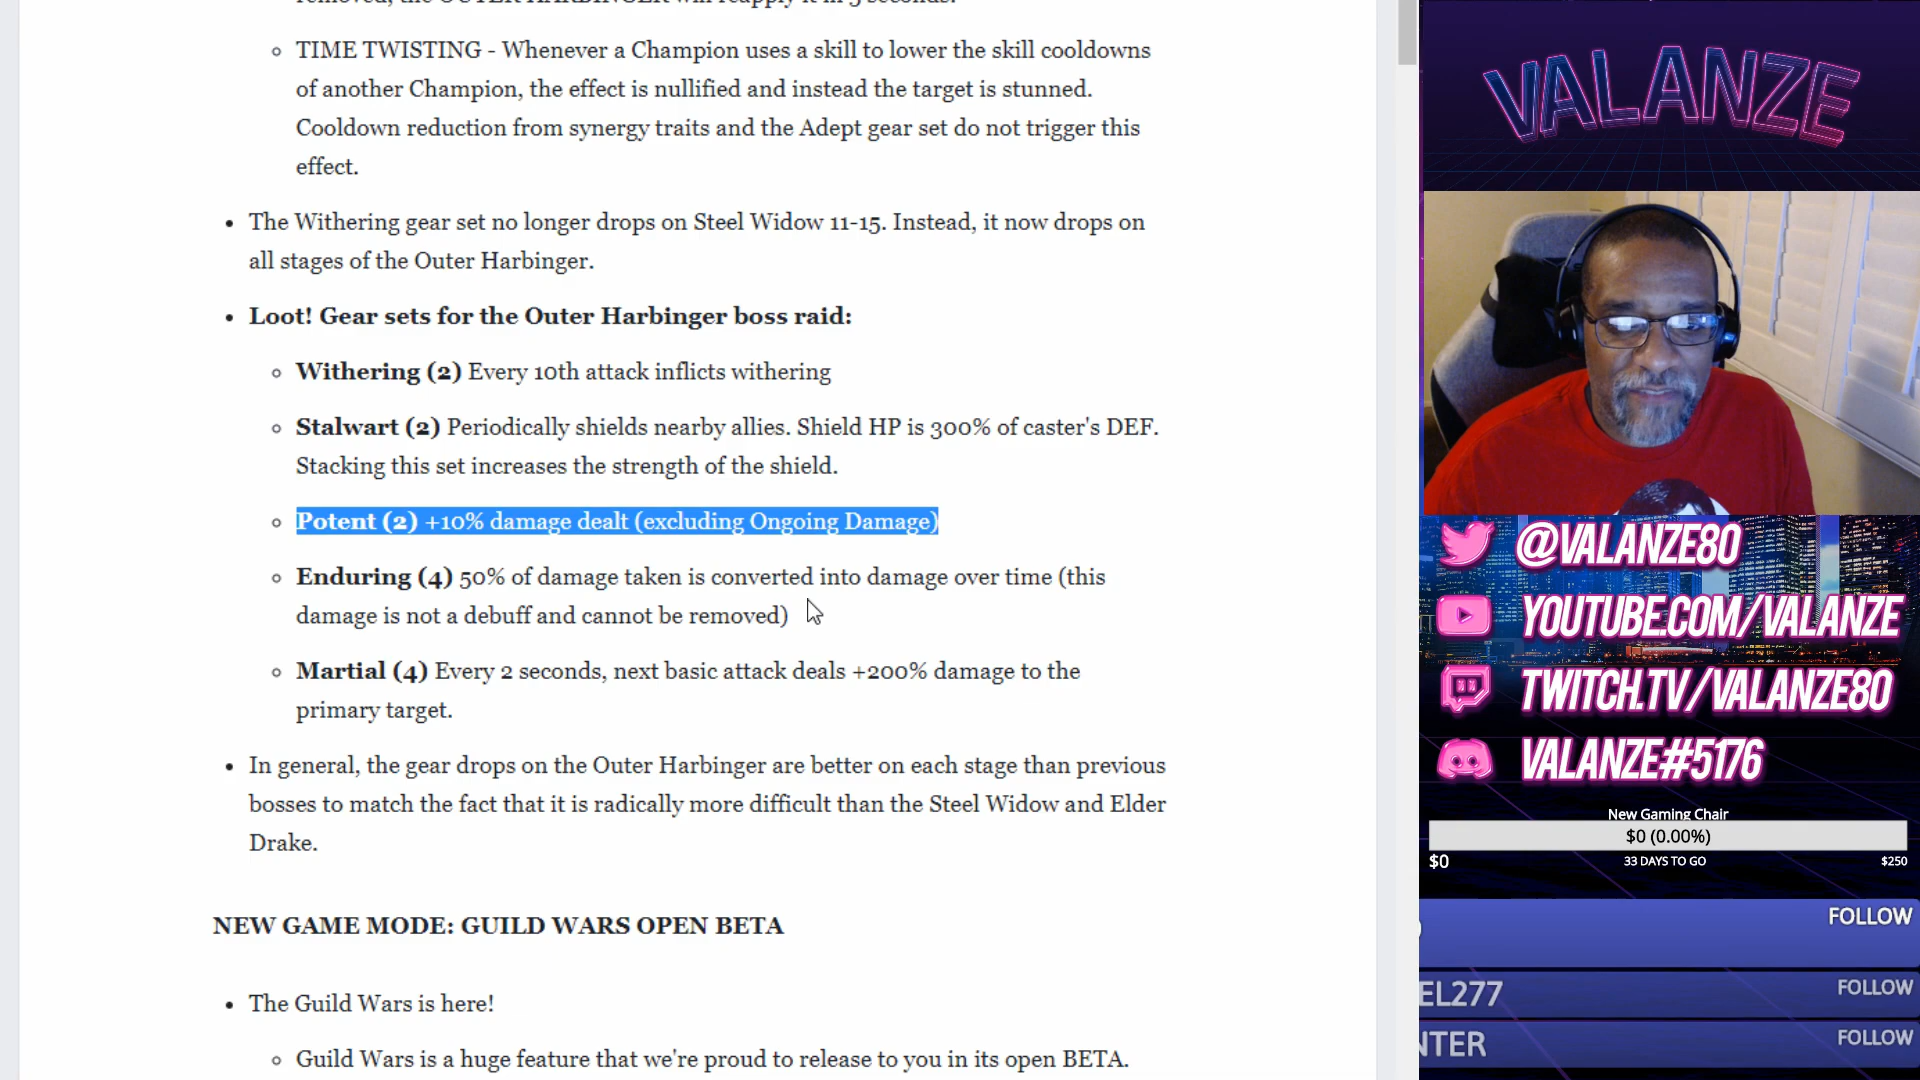 TIME TWISTING - Whenever a Champion uses a skill to lower the skill cooldowns
of another Champion, the effect is nullified and instead the target is stunned.
Cooldown reduction from synergy traits and the Adept gear set do not trigger this
effect.
The Withering gear set no longer drops on Steel Widow 11-15. Instead, it now drops on
all stages of the Outer Harbinger.
Loot! Gear sets for the Outer Harbinger boss raid:
Withering (2) Every 10th attack inflicts withering
Stalwart (2) Periodically shields nearby allies. Shield HP is 300% of caster's DEF.
Stacking this set increases the strength of the shield.
Potent (2) +10% damage dealt (excluding Ongoing Damage)
Enduring (4) 50% of damage taken is converted into damage over time (this
damage is not a debuff and cannot be removed)
Martial (4) Every 2 seconds, next basic attack deals +200% damage to the
primary target.
In general, the gear drops on the Outer Harbinger are better on each stage than previous
bosses to match the fact that it is radically more difficult than the Steel Widow and Elder
Drake.
NEW GAME MODE: GUILD WARS OPEN BETA
The Guild Wars is here!
Guild Wars is a huge feature that we're proud to release to you in its open BETA.
VALANZE
@VALANZE80
YOUTUBE.COM/VALANZE
TWITCH.TV/VALANZE80
VALANZE#5176
New Gaming Chair
$0 (0.00%)
$0 33 DAYS TO GO $250
FOLLOW
EL277 FOLLOW
NTER FOLLOW